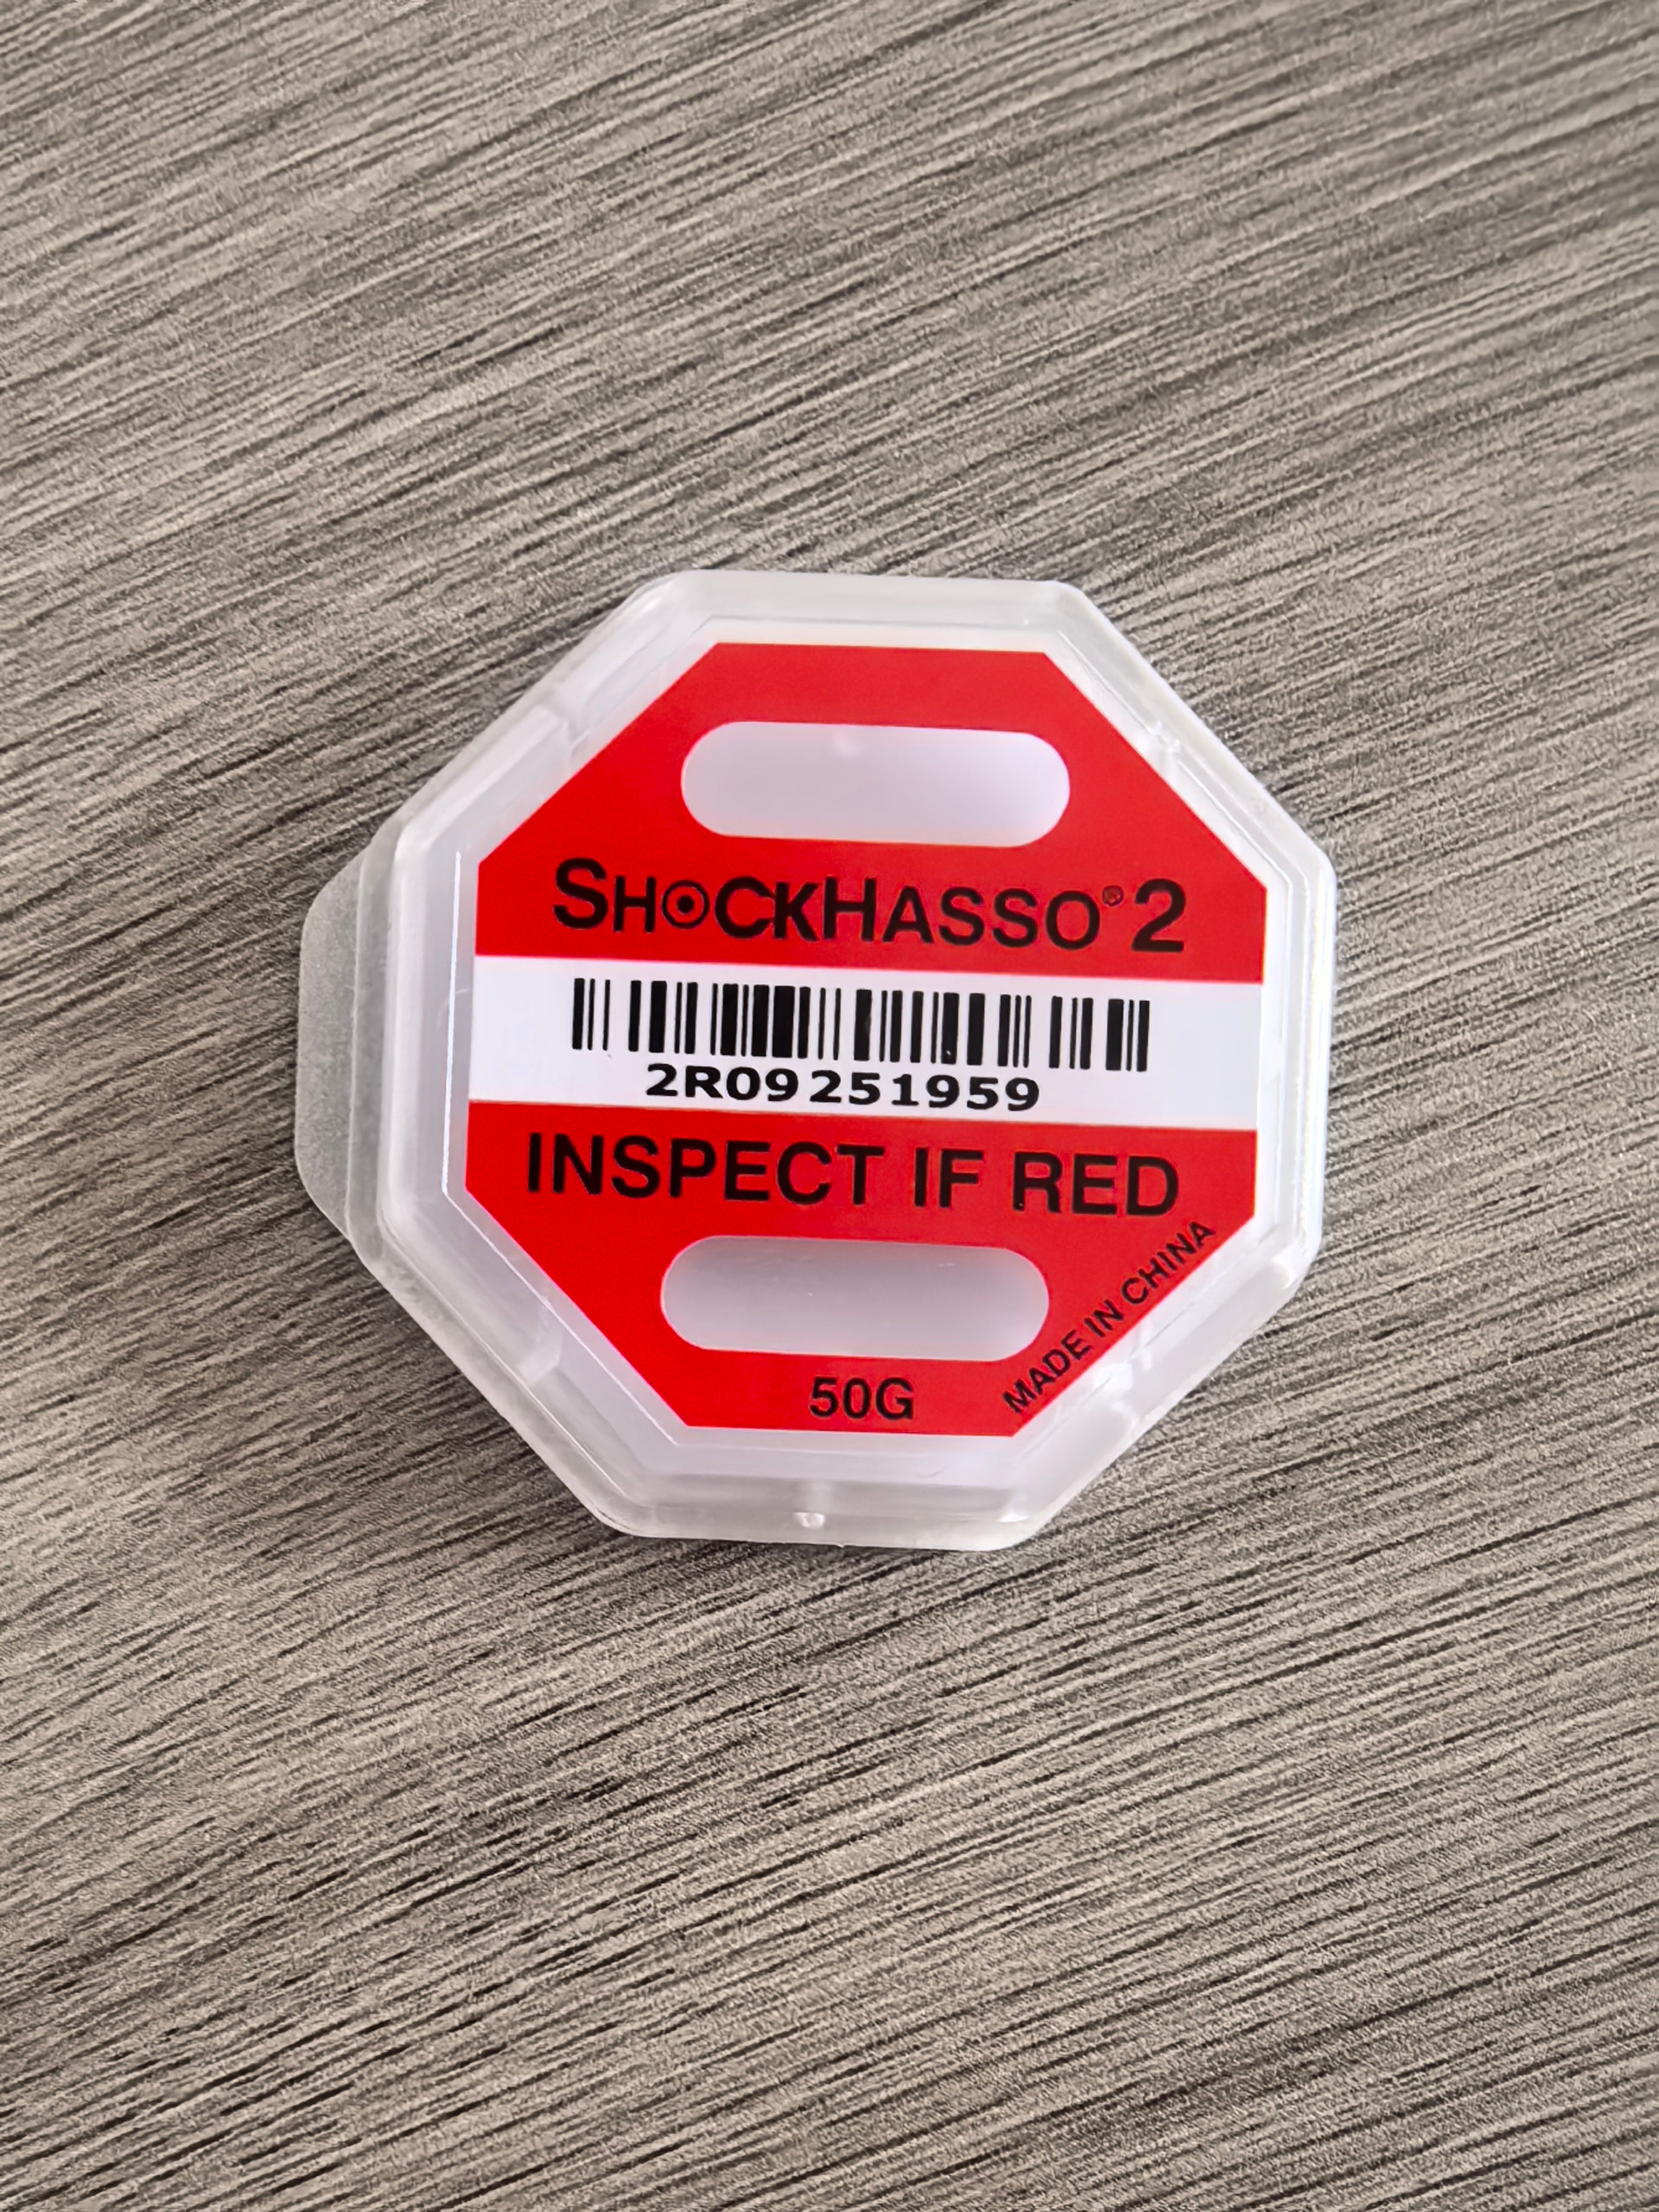 SHOCKHASSO® 2
2R09251959
INSPECT IF RED
50G
MADE IN CHINA